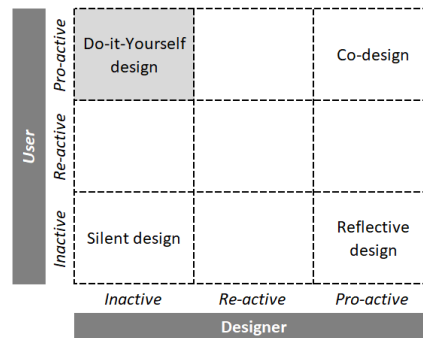 User
Pro-active
Re-active
Inactive
Do-it-Yourself
design
Co-design
Silent design
Reflective
design
Inactive
Re-active
Pro-active
Designer